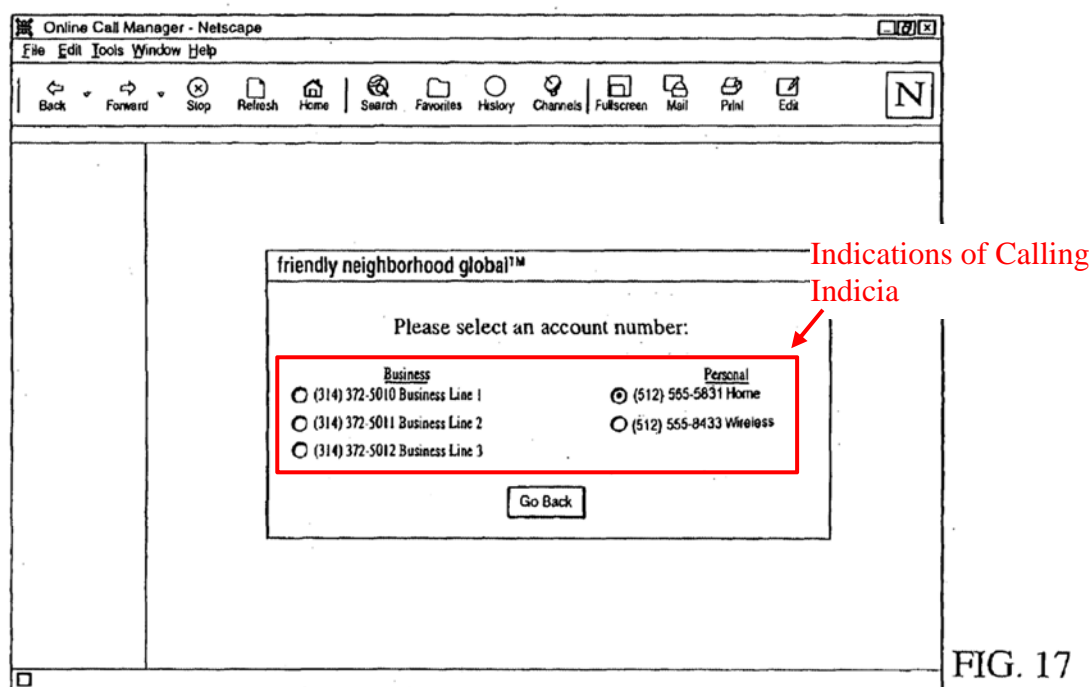 Online Call Manager - Netscape
File Edit Tools Window Help
Back Forward Stop Refresh Home Search Favorites History Channels Fullscreen Mail Print Edit N
Indications of Calling
Indicia
friendly neighborhood global™
Please select an account number:
Business Personal
(314) 372-5010 Business Line 1 (512) 565-5831 Home
(314) 372-5011 Business Line 2 (512) 555-8433 Wireless
(314) 372-5012 Business Line 3
Go Back
FIG. 17